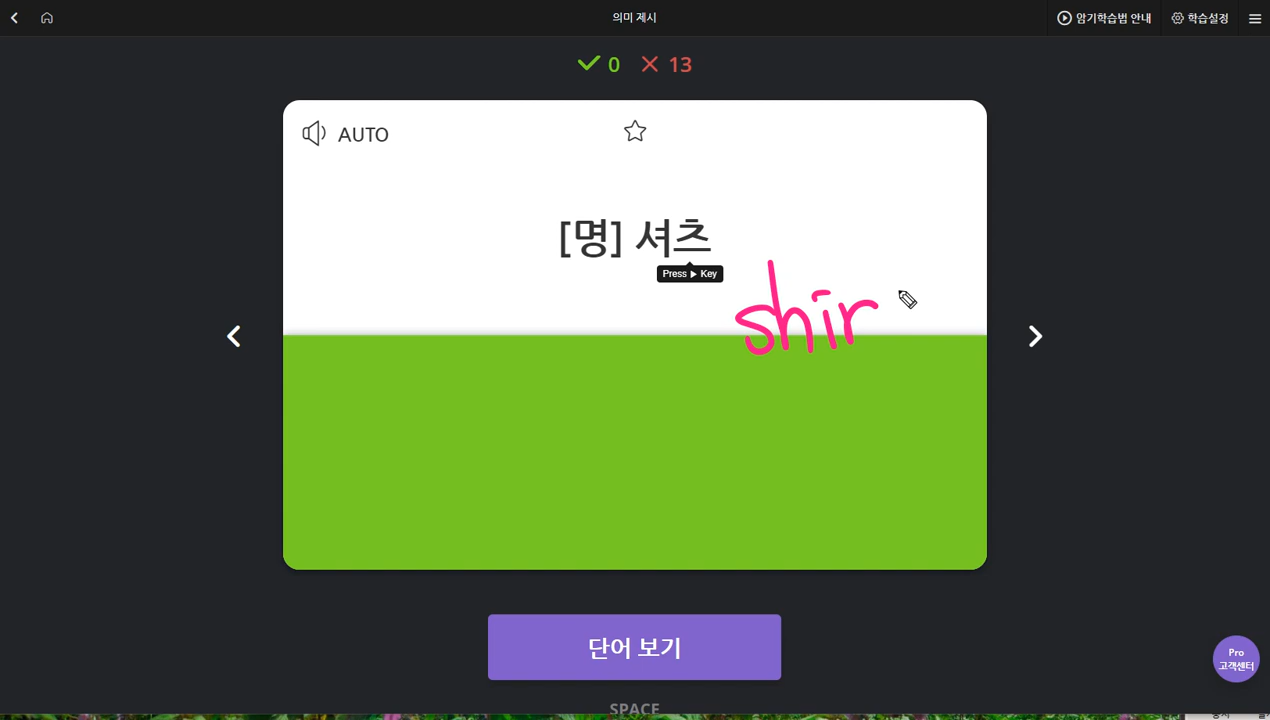 의미 제시
암기학습법 안내
학습설정
0
13
AUTO
[명] 셔츠
Press ▶ Key
shir
단어 보기
SPACE
Pro
고객센터